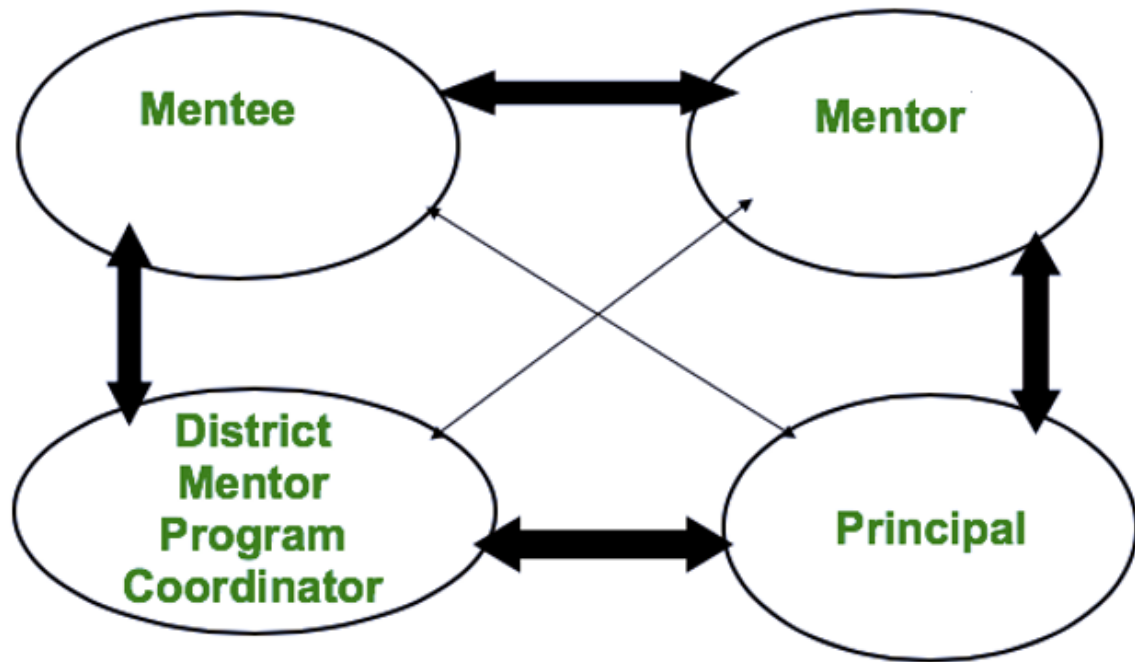 Mentee
Mentor
District
Mentor
Program
Coordinator
Principal